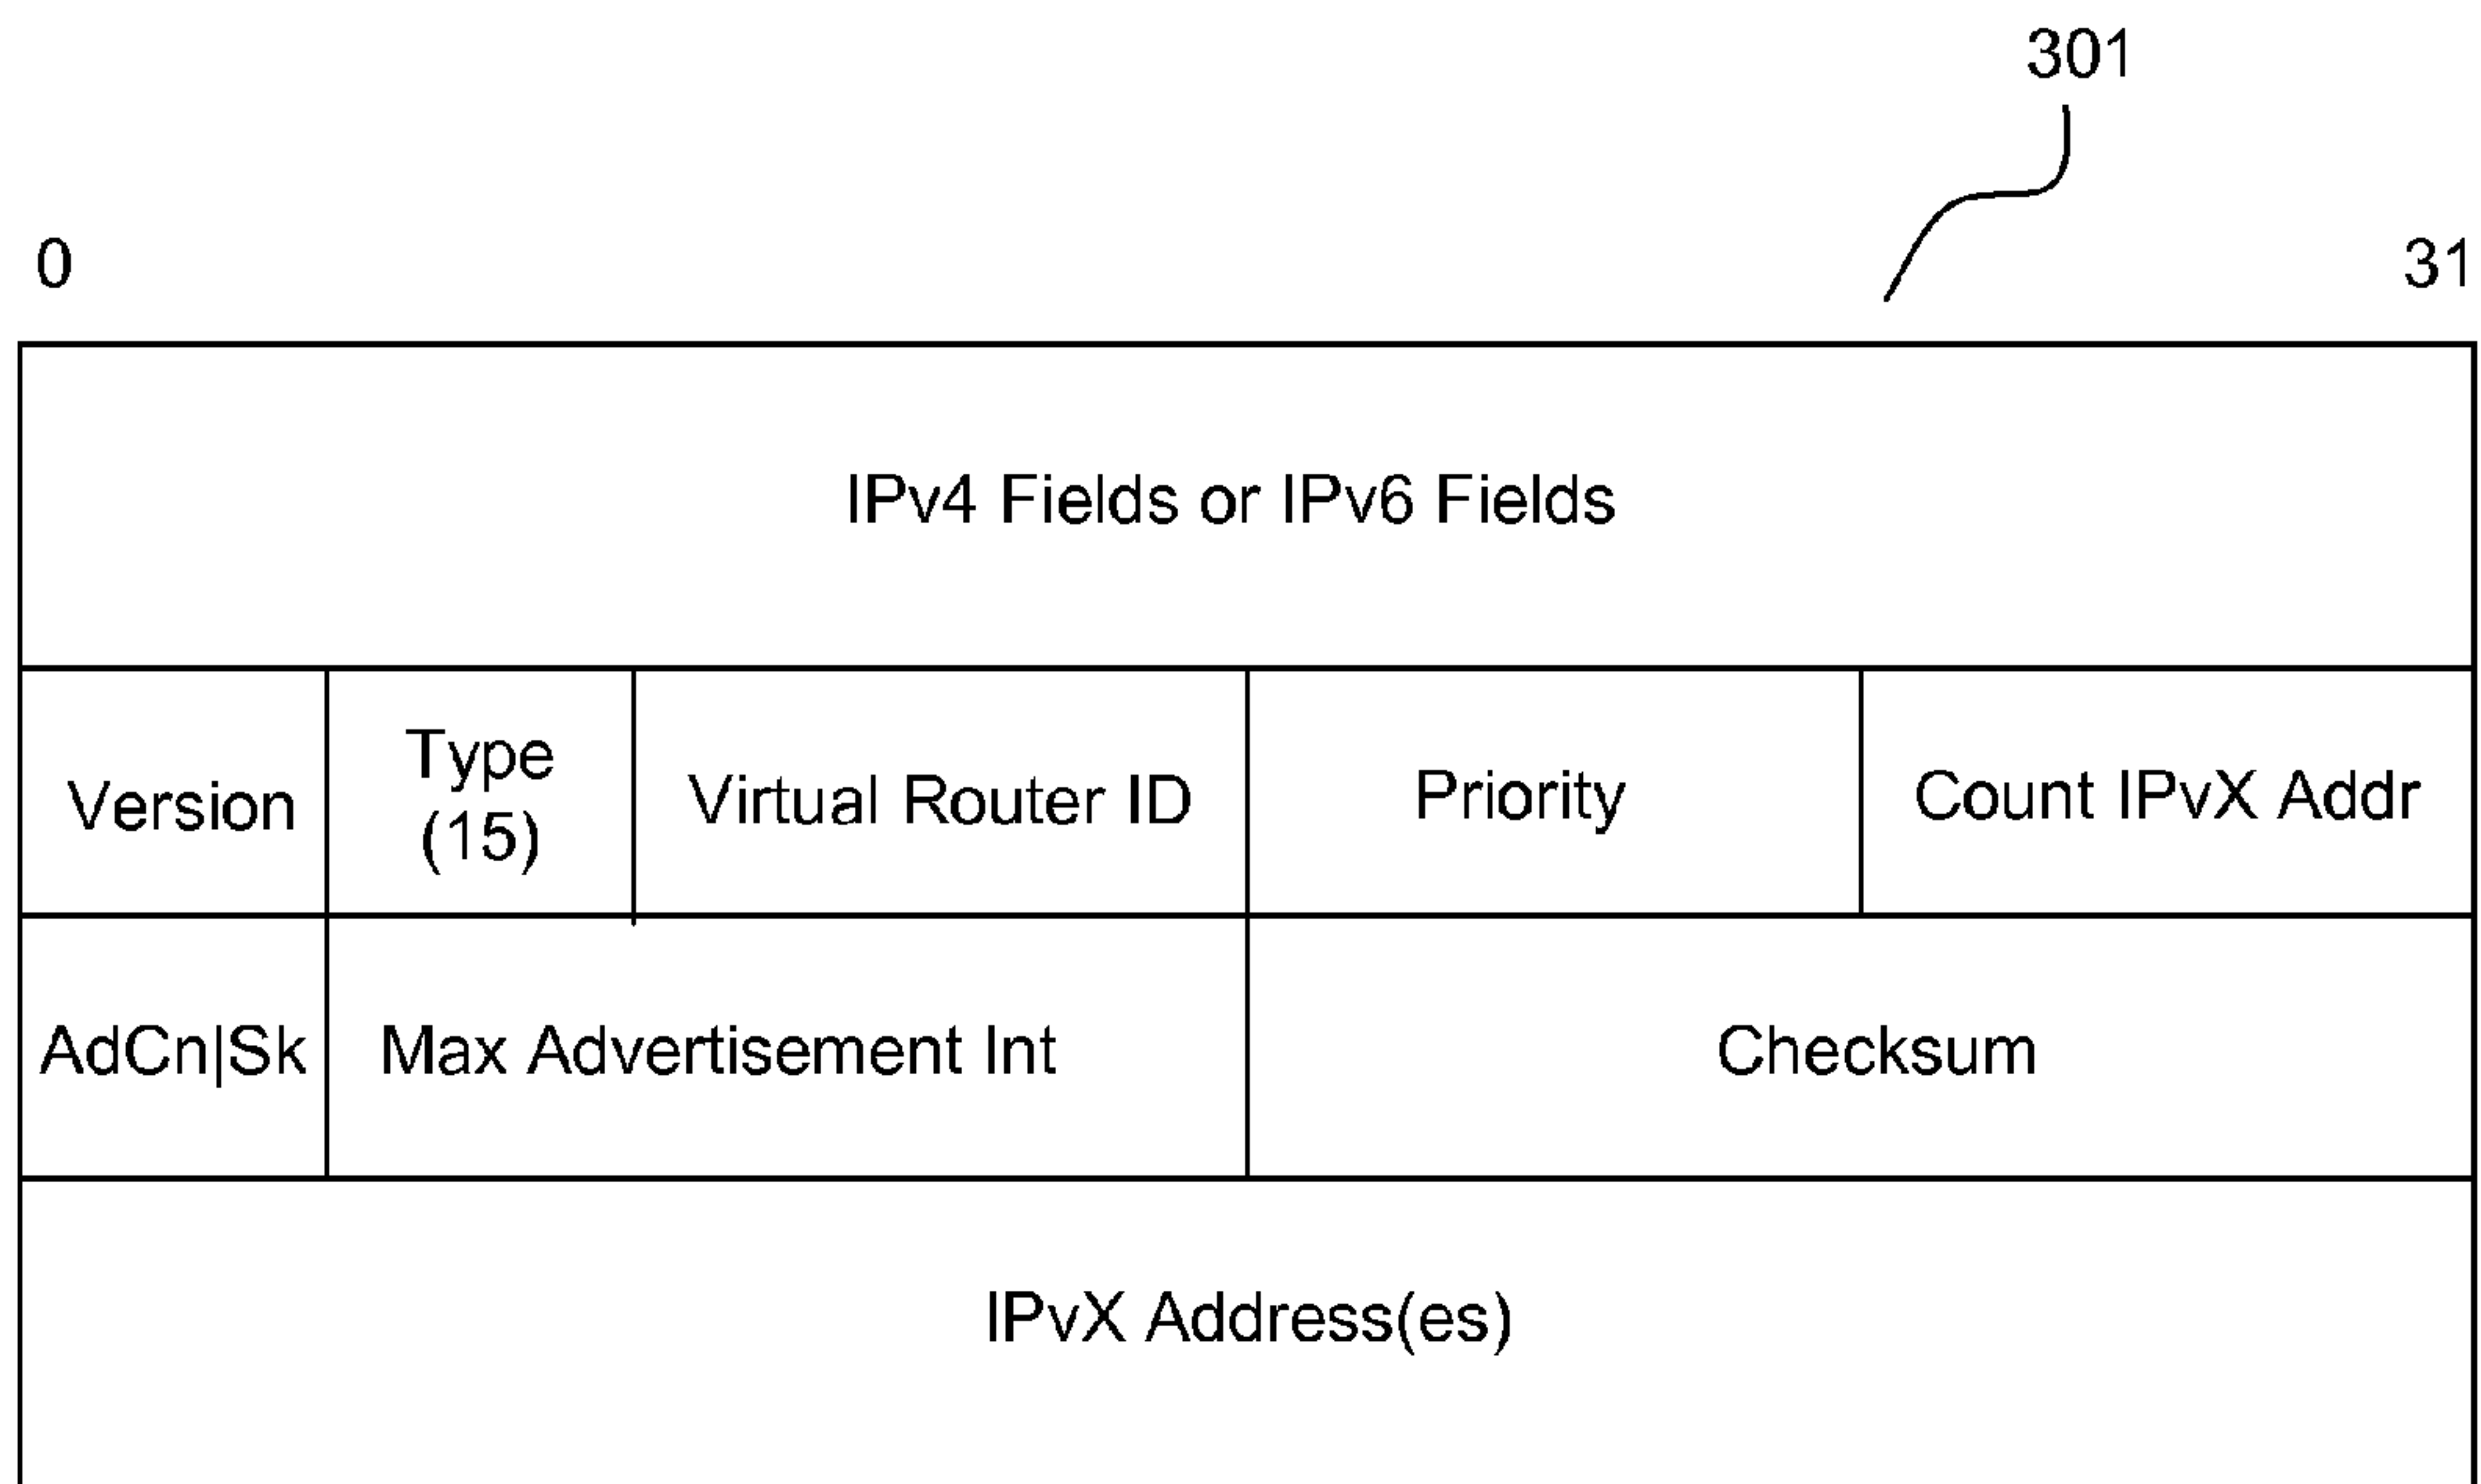 301
0 31
IPv4 Fields or IPv6 Fields
Version Type (15) Virtual Router ID Priority Count IPvX Addr
AdCn|Sk Max Advertisement Int Checksum
IPvX Address(es)